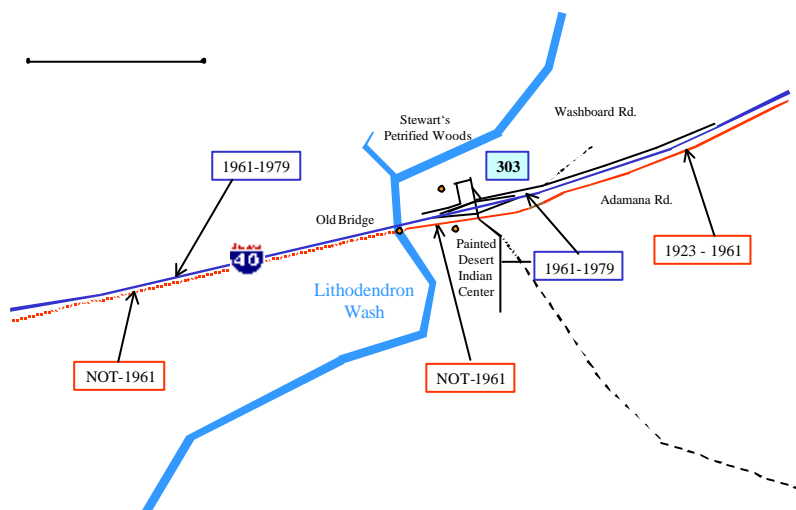 Stewart's
Petrified Woods
Washboard Rd.
1961-1979
303
Old Bridge
Adamana Rd.
Painted
Desert
Indian
Center
1923 - 1961
1961-1979
40
Lithodendron
Wash
NOT-1961
NOT-1961